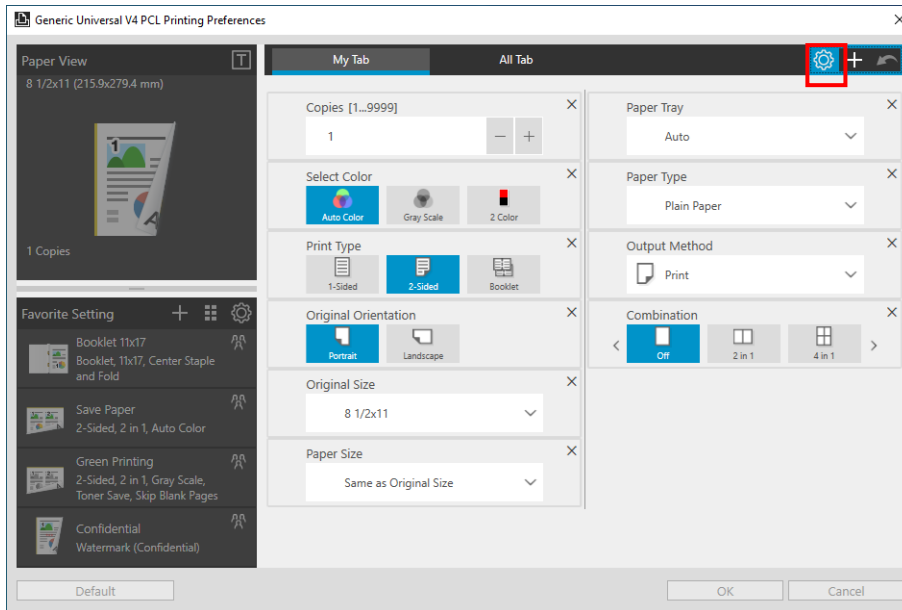 Generic Universal V4 PCL Printing Preferences
Paper View
T
8 1/2x11 (215.9x279.4 mm)
1
A
1 Copies
Favorite Setting
Booklet 11x17
Booklet, 11x17, Center Staple
and Fold
Save Paper
2-Sided, 2 in 1, Auto Color
Green Printing
2-Sided, 2 in 1, Gray Scale,
Toner Save, Skip Blank Pages
Confidential
Watermark (Confidential)
Default
My Tab
All Tab
Copies [1...9999]
1
Select Color
Auto Color
Gray Scale
2 Color
Print Type
1-Sided
2-Sided
Booklet
Original Orientation
Portrait
Landscape
Original Size
8 1/2x11
Paper Size
Same as Original Size
Paper Tray
Auto
Paper Type
Plain Paper
Output Method
Print
Combination
Off
2 in 1
4 in 1
OK
Cancel